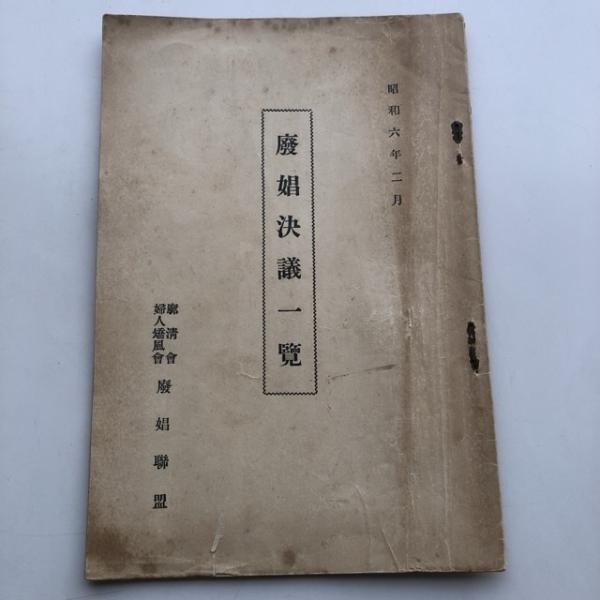 昭和六年二月
廢娼決議一覽
廓淸會
婦人矯風會
廢娼聯盟